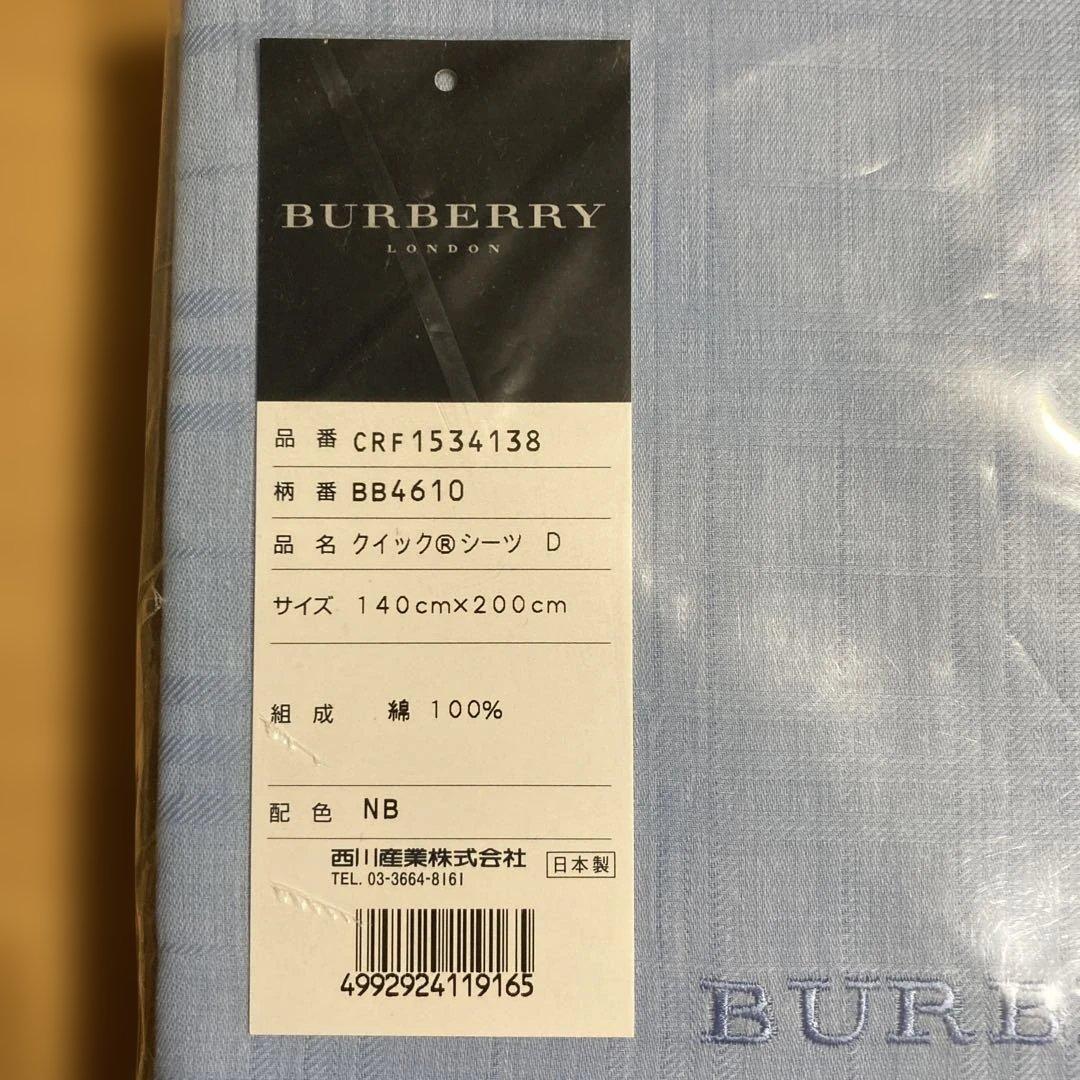 BURBERRY
LONDON
品 番 CRF1534138
柄 番 BB4610
品 名 クイック®シーツ D
サイズ 140cm×200cm
組 成 綿 100%
配 色 NB
西川産業株式会社 日本製
TEL. 03-3664-8161
4992924119165
BURB